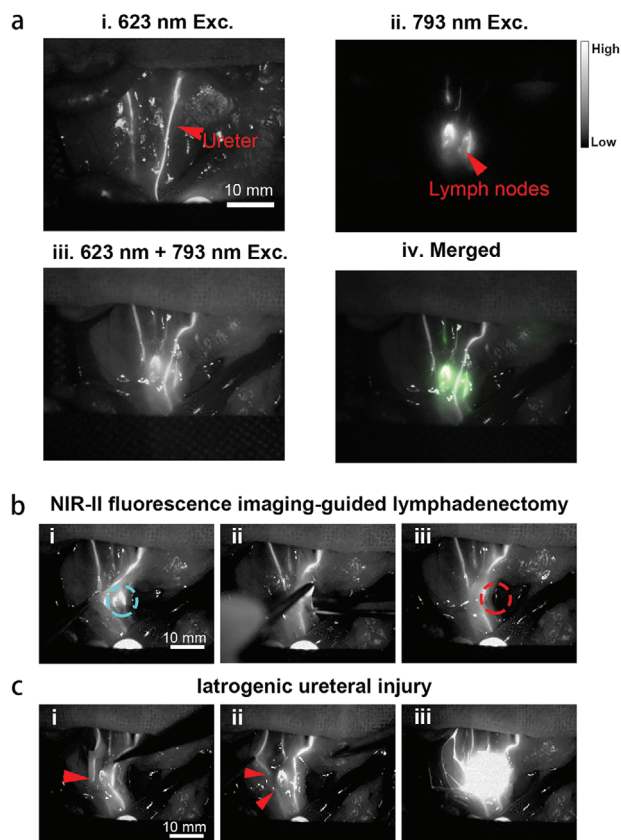 a
i. 623 nm Exc.
ii. 793 nm Exc.
Ureter
10 mm
High
Low
Lymph nodes
iii. 623 nm + 793 nm Exc.
iv. Merged
b
NIR-II fluorescence imaging-guided lymphadenectomy
i
ii
iii
10 mm
c
Iatrogenic ureteral injury
i
ii
iii
10 mm